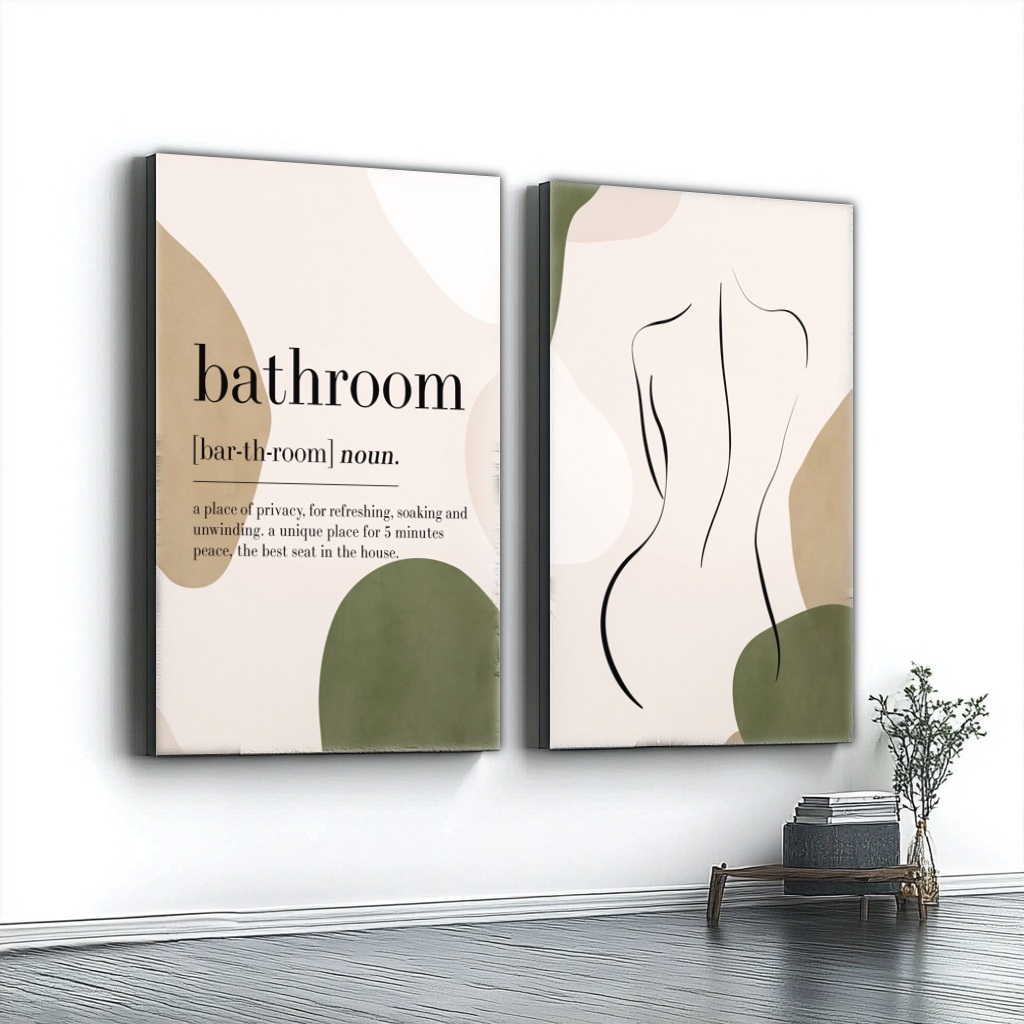 bathroom
[bar-th-room] noun.
a place of privacy, for refreshing, soaking and
unwinding. a unique place for 5 minutes
peace, the best seat in the house.